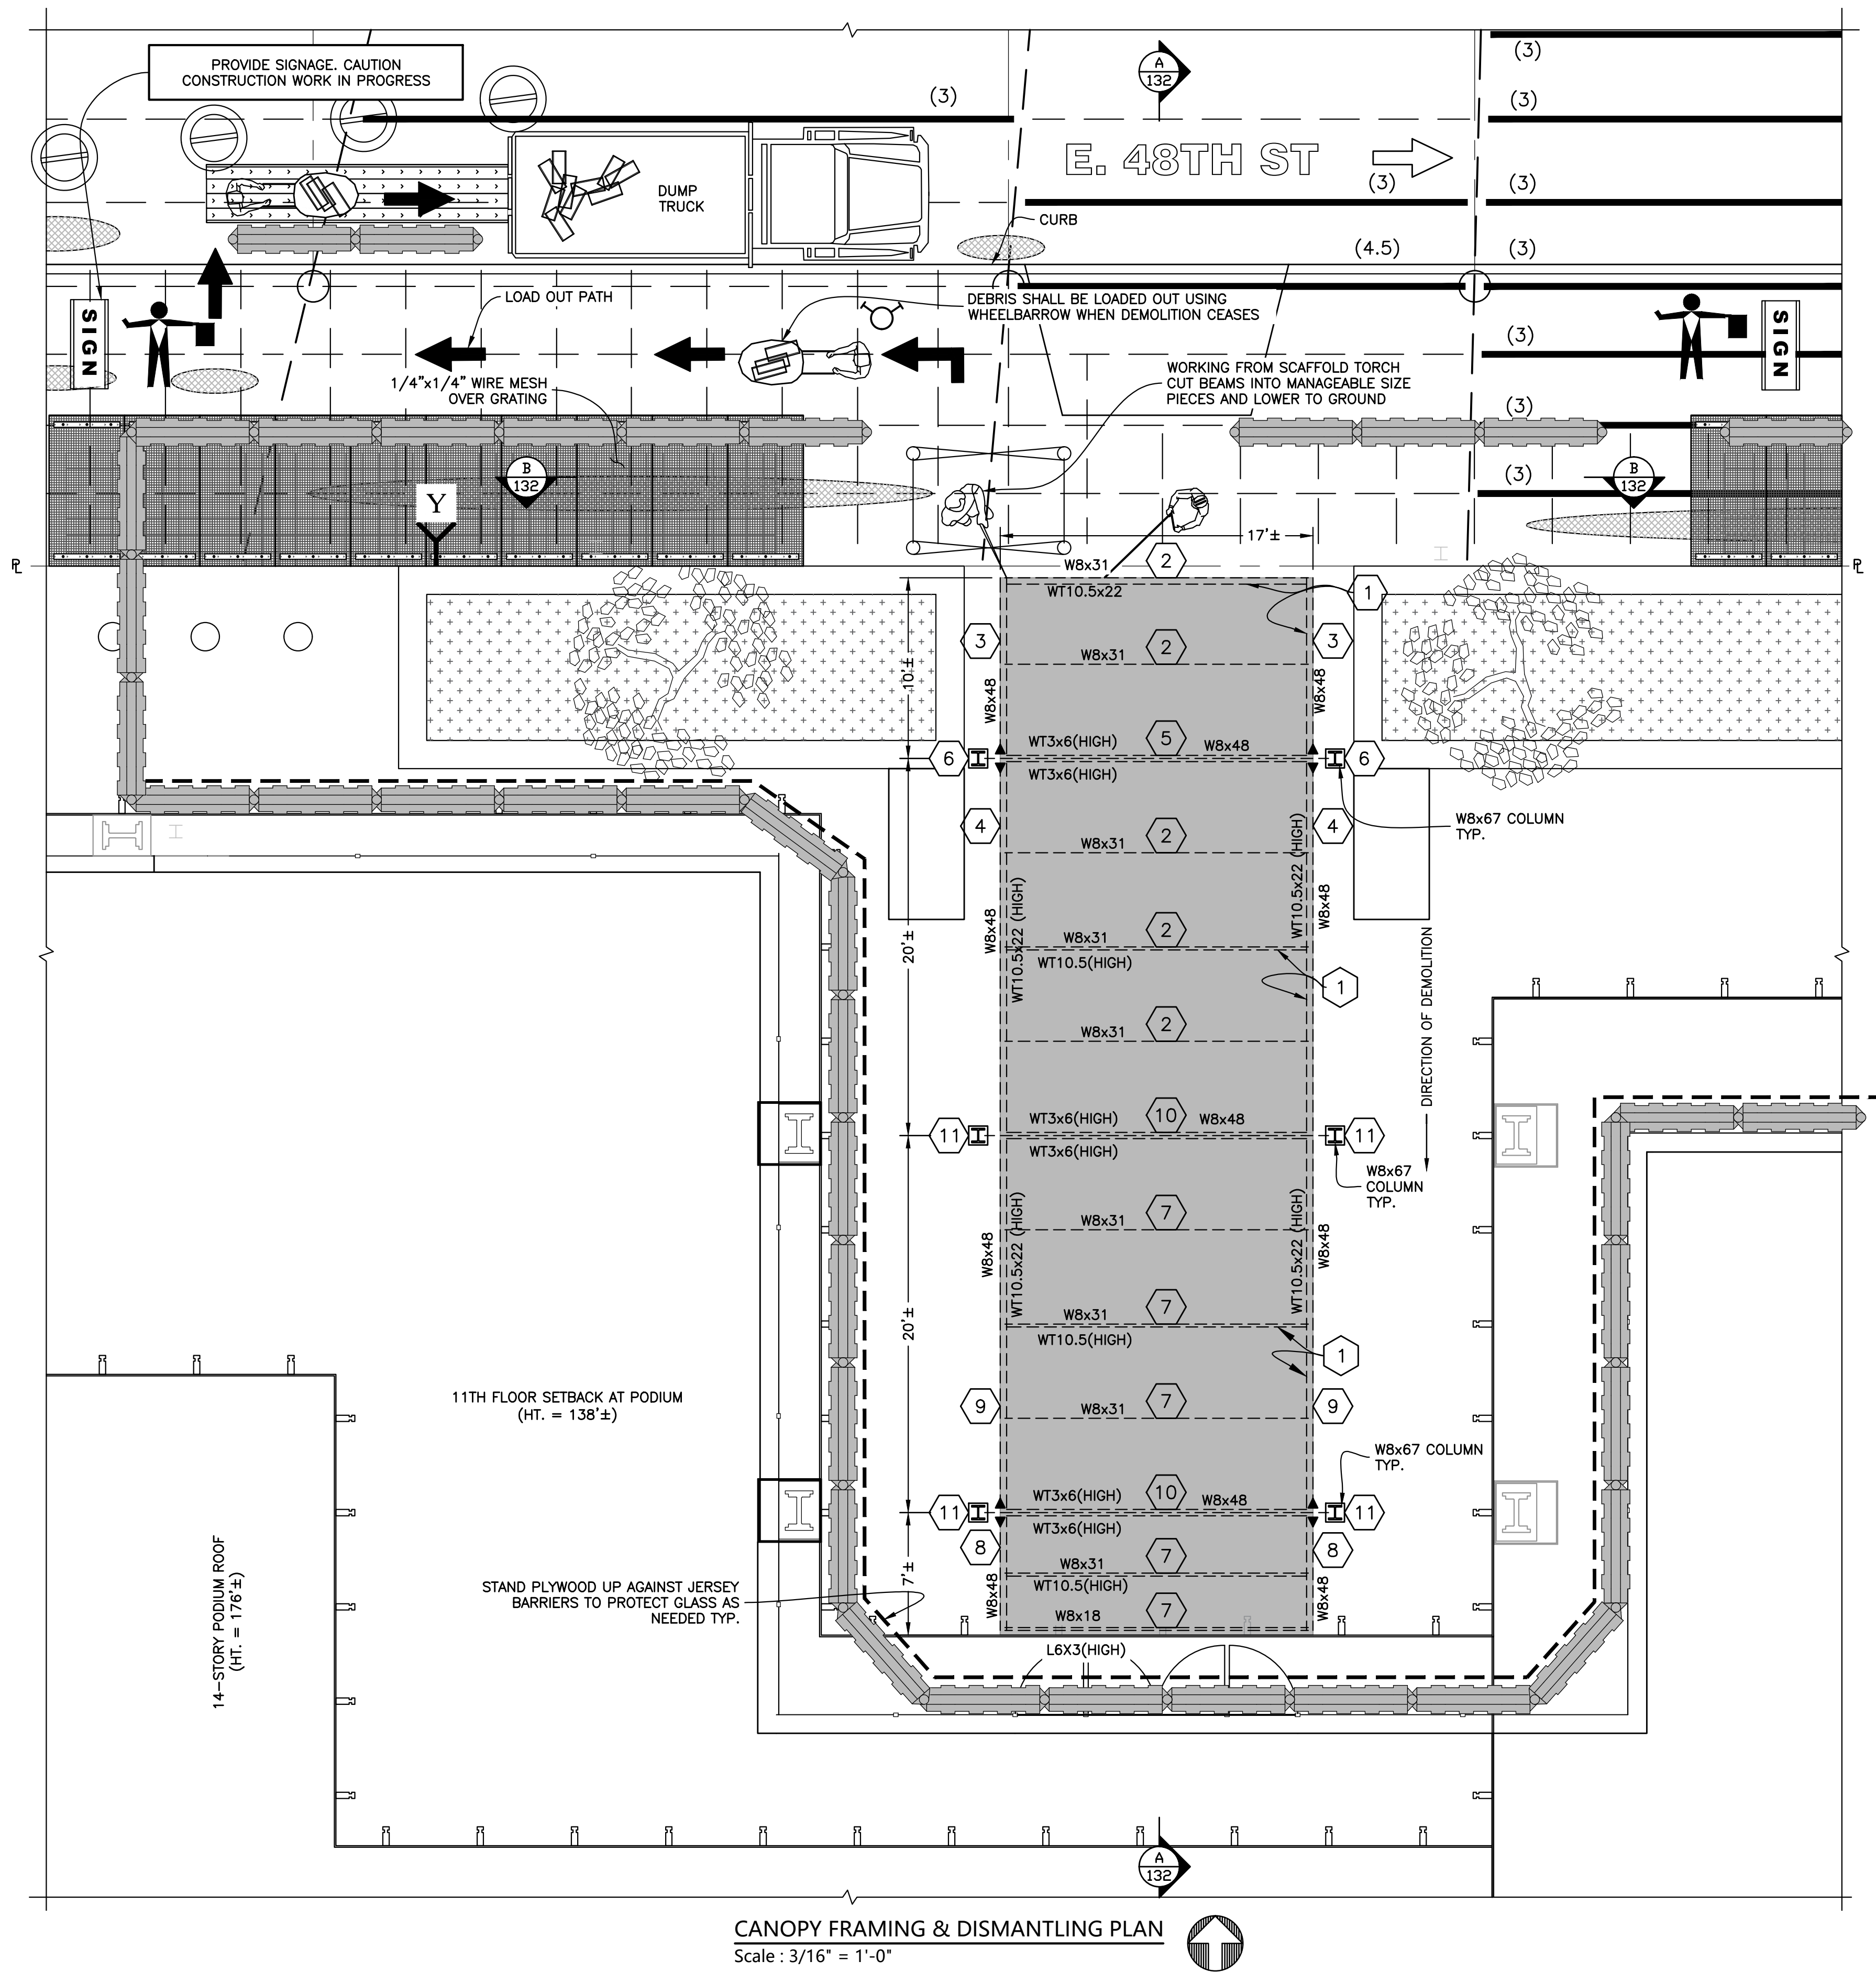 PROVIDE SIGNAGE. CAUTION
CONSTRUCTION WORK IN PROGRESS
(3)
A
132
(3)
(3)
E. 48TH ST
(3)
(3)
DUMP
TRUCK
CURB
(4.5)
(3)
SIGN
LOAD OUT PATH
DEBRIS SHALL BE LOADED OUT USING
WHEELBARROW WHEN DEMOLITION CEASES
(3)
SIGN
1/4"x1/4" WIRE MESH
OVER GRATING
WORKING FROM SCAFFOLD TORCH
CUT BEAMS INTO MANAGEABLE SIZE
PIECES AND LOWER TO GROUND
(3)
B
132
Y
(3)
B
132
17'±
PL
W8x31
2
PL
WT10.5x22
1
3
W8x31
2
3
10'±
W8x48
W8x48
WT3x6(HIGH)
5
W8x48
6
6
WT3x6(HIGH)
W8x67 COLUMN
TYP.
4
W8x31
2
4
20'±
W8x48
WT10.5x22 (HIGH)
WT10.5x22 (HIGH)
W8x48
W8x31
2
WT10.5(HIGH)
1
DIRECTION OF DEMOLITION
W8x31
2
WT3x6(HIGH)
10
W8x48
11
11
WT3x6(HIGH)
W8x67
COLUMN
TYP.
W8x31
7
20'±
W8x48
WT10.5x22 (HIGH)
WT10.5x22 (HIGH)
W8x48
W8x31
7
WT10.5(HIGH)
1
11TH FLOOR SETBACK AT PODIUM
(HT. = 138'±)
9
W8x31
7
9
W8x67 COLUMN
TYP.
WT3x6(HIGH)
10
W8x48
11
11
WT3x6(HIGH)
8
8
W8x31
7
14-STORY PODIUM ROOF
(HT. = 176'±)
7'±
W8x48
WT10.5(HIGH)
W8x48
STAND PLYWOOD UP AGAINST JERSEY
BARRIERS TO PROTECT GLASS AS
NEEDED TYP.
W8x18
7
L6X3(HIGH)
A
132
CANOPY FRAMING & DISMANTLING PLAN
Scale : 3/16" = 1'-0"